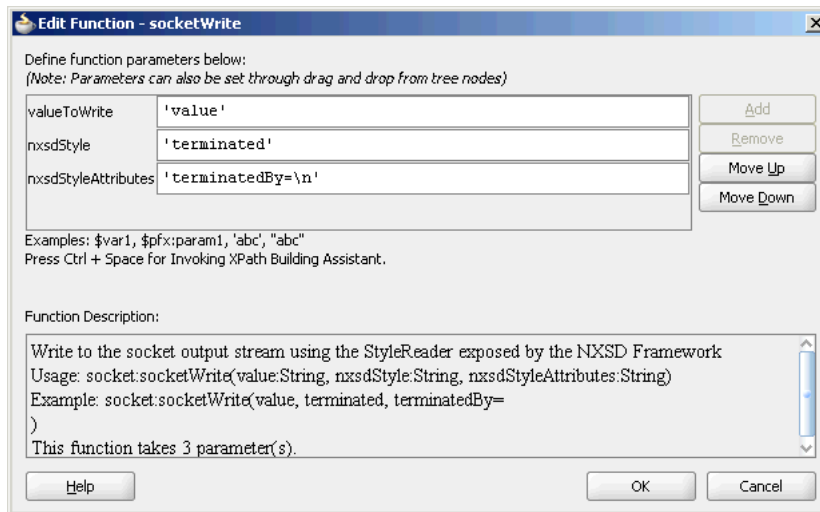 Edit Function - socketWrite
Define function parameters below:
(Note: Parameters can also be set through drag and drop from tree nodes)
valueToWrite 'value'
nxsdStyle 'terminated'
nxsdStyleAttributes 'terminatedBy=\n'
Add
Remove
Move Up
Move Down
Examples: $var1, $pfx:param1, 'abc', "abc"
Press Ctrl + Space for Invoking XPath Building Assistant.
Function Description:
Write to the socket output stream using the StyleReader exposed by the NXSD Framework
Usage: socket:socketWrite(value:String, nxsdStyle:String, nxsdStyleAttributes:String)
Example: socket:socketWrite(value, terminated, terminatedBy=
)
This function takes 3 parameter(s).
Help OK Cancel